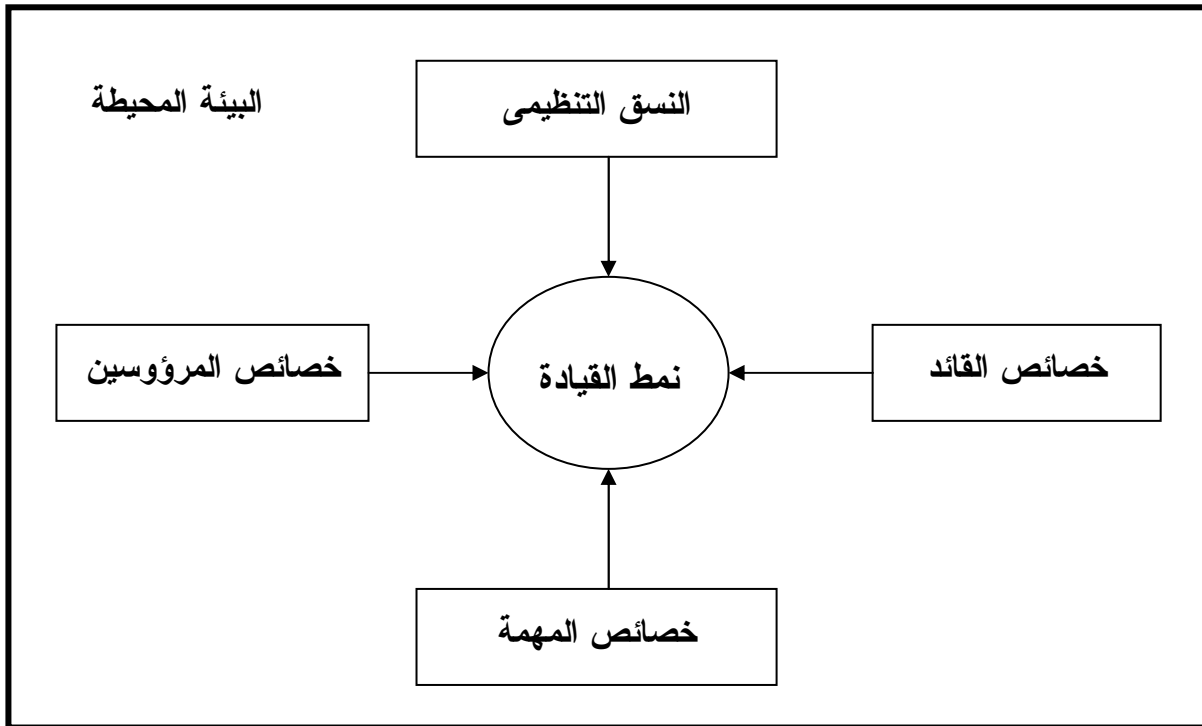 البيئة المحيطة
النسق التنظيمى
خصائص القائد
نمط القيادة
خصائص المرؤوسين
خصائص المهمة